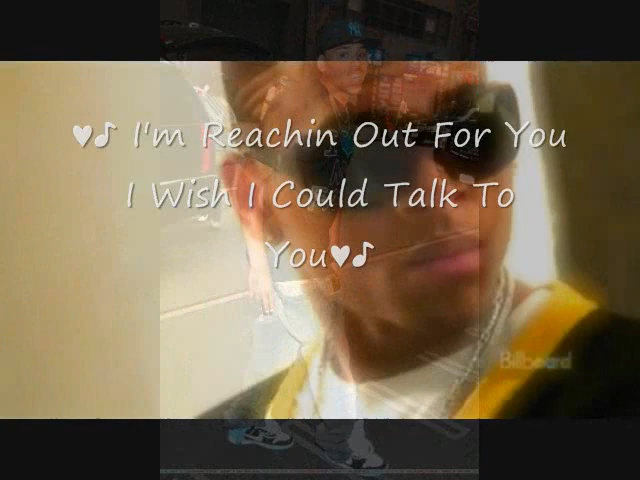 ♥♪ I'm Reachin Out For You
I Wish I Could Talk To
You♥♪
Billboard